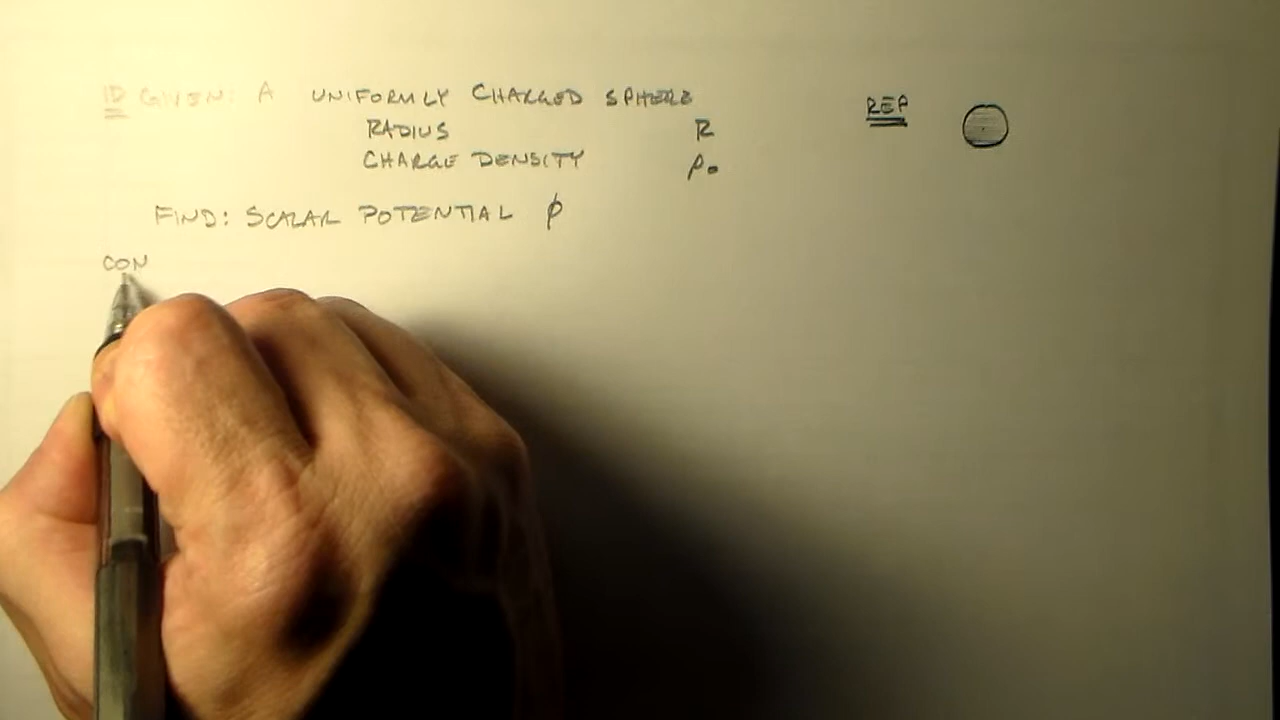 ID GIVEN: A UNIFORMLY CHARGED SPHERE
RADIUS R
CHARGE DENSITY ρ₀
FIND: SCALAR POTENTIAL φ
CON
REP